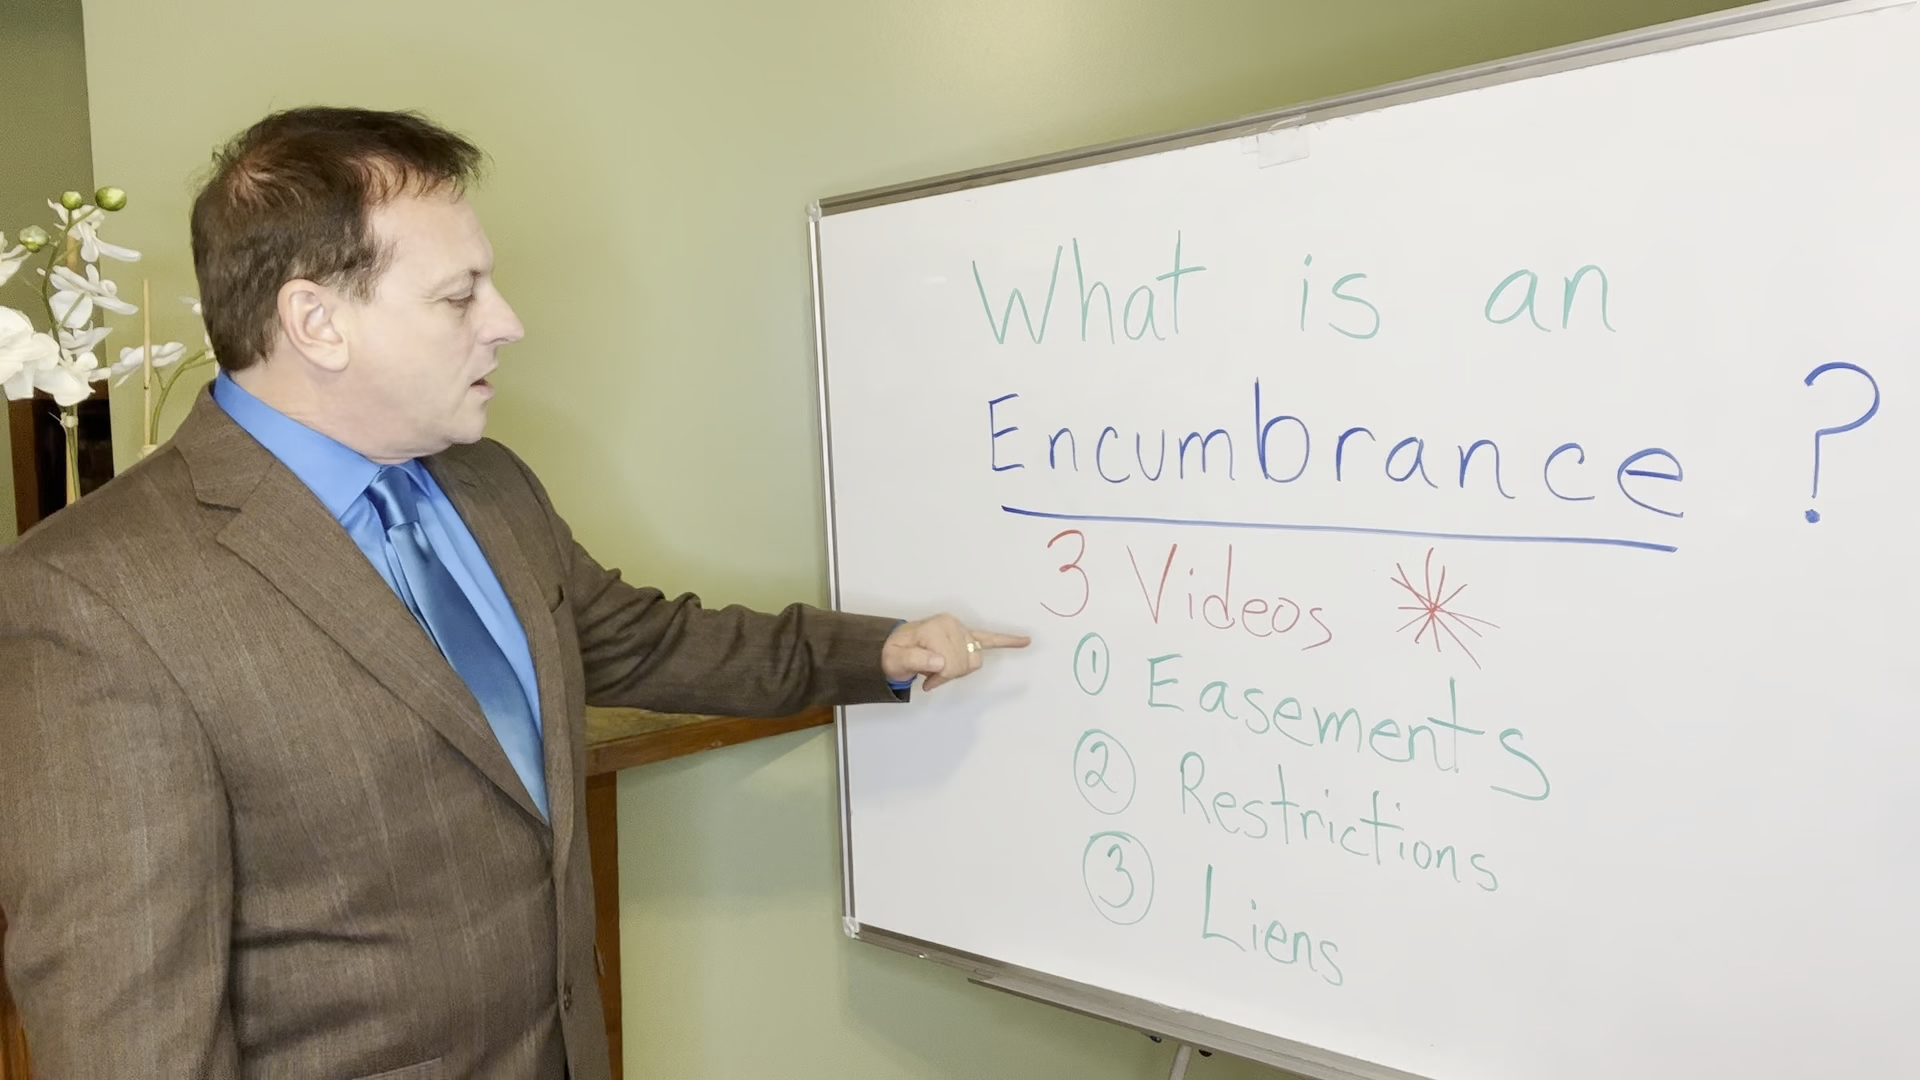 What is an
Encumbrance ?
3 Videos *
① Easements
② Restrictions
③ Liens